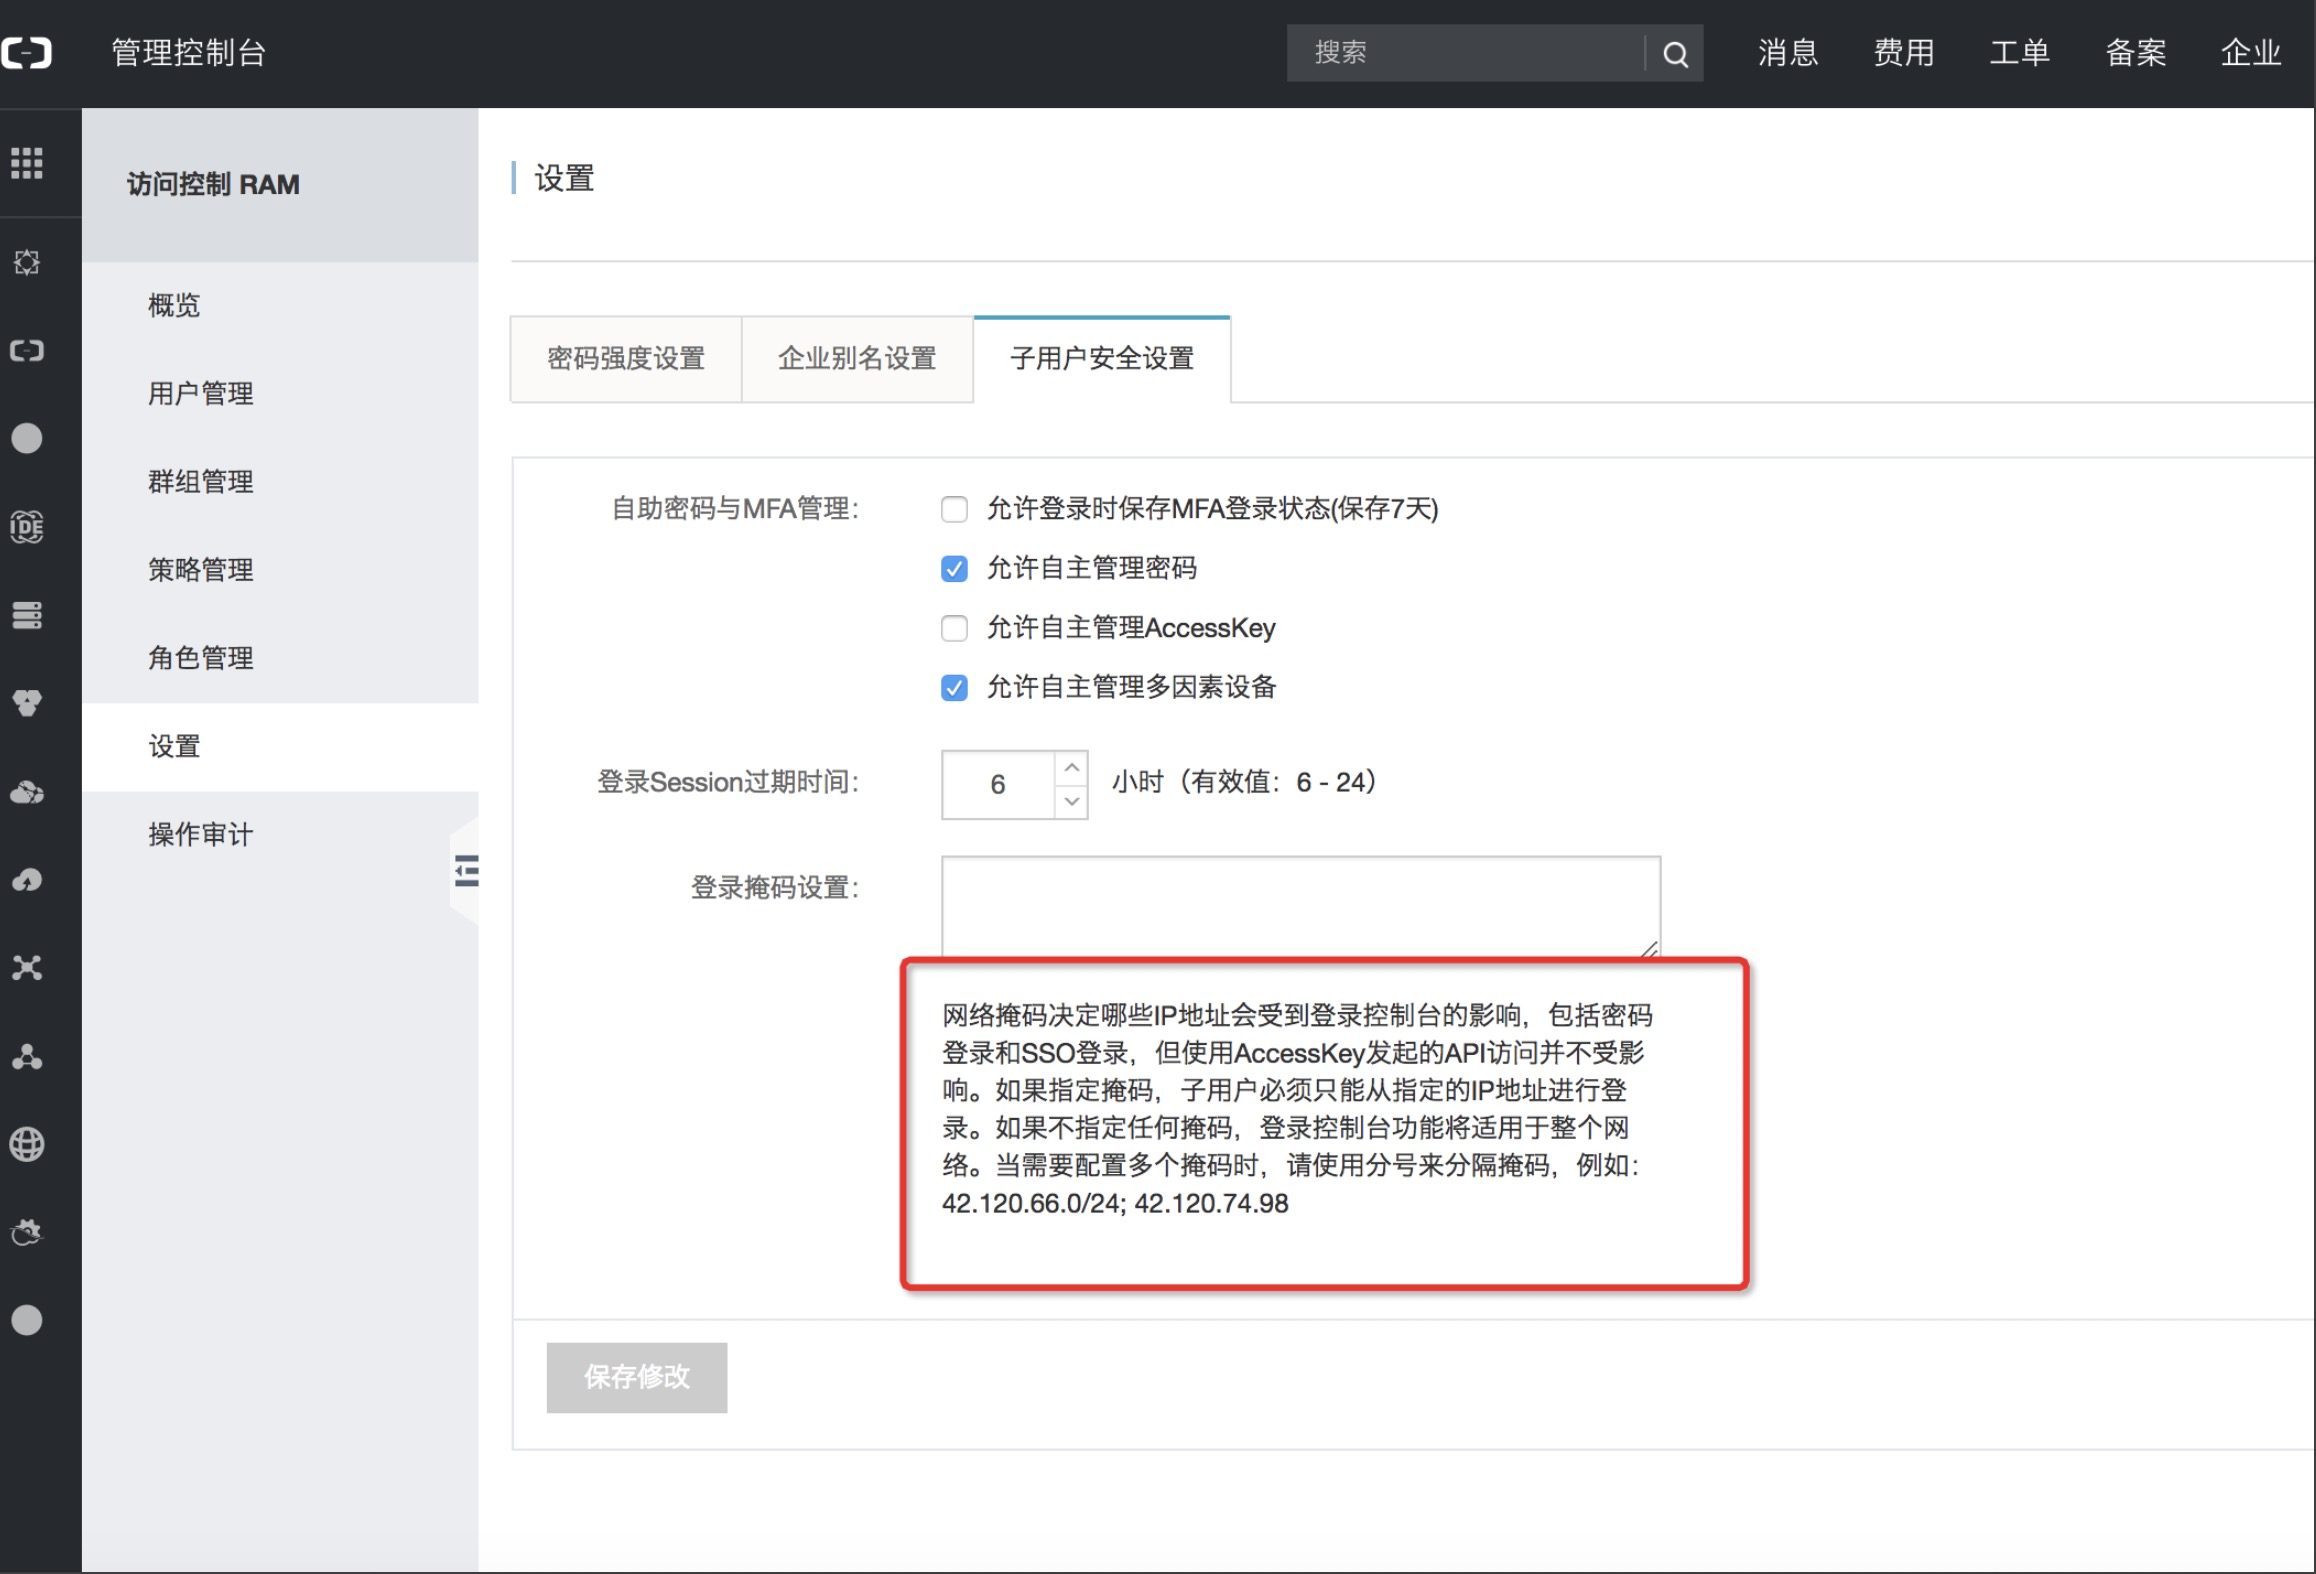 管理控制台
搜索
消息
费用
工单
备案
企业
访问控制 RAM
概览
用户管理
群组管理
策略管理
角色管理
设置
操作审计
IDE
设置
密码强度设置
企业别名设置
子用户安全设置
自助密码与MFA管理:
允许登录时保存MFA登录状态(保存7天)
允许自主管理密码
允许自主管理AccessKey
允许自主管理多因素设备
登录Session过期时间:
6
小时（有效值：6 - 24）
登录掩码设置:
网络掩码决定哪些IP地址会受到登录控制台的影响，包括密码
登录和SSO登录，但使用AccessKey发起的API访问并不受影
响。如果指定掩码，子用户必须只能从指定的IP地址进行登
录。如果不指定任何掩码，登录控制台功能将适用于整个网
络。当需要配置多个掩码时，请使用分号来分隔掩码，例如：
42.120.66.0/24; 42.120.74.98
保存修改